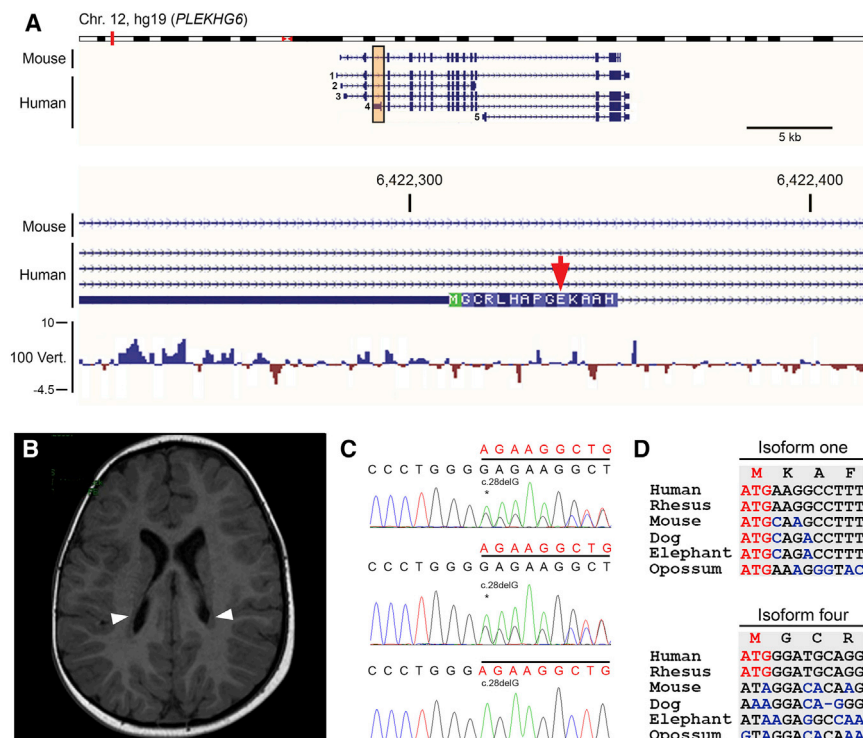 A
Chr. 12, hg19 (PLEKHG6)
Mouse
Human
1
2
3
4
5
5 kb
6,422,300
6,422,400
Mouse
Human
MGCRLHAPGEKAAH
10
100 Vert.
-4.5
B
C
AGAAGGCTG
CCCTGGGGAGAAGGCT
c.28delG
*
AGAAGGCTG
CCCTGGGGAGAAGGCT
c.28delG
*
CCCTGGGAGAAGGCTG
c.28delG
D
Isoform one
M K A F
Human ATGAAGGCCTTT
Rhesus ATGAAGGCCTTT
Mouse ATGCAAGCCTTT
Dog ATGCAGACCTTT
Elephant ATGCAGACCTTT
Opossum ATGAAAGGGTAC
Isoform four
M G C R
Human ATGGGATGCAGG
Rhesus ATGGGATGCAGG
Mouse ATAGGACACAAG
Dog AAAGGACA-GGG
Elephant ATAAGAGGCCAA
Opossum GTAGGACACAAA